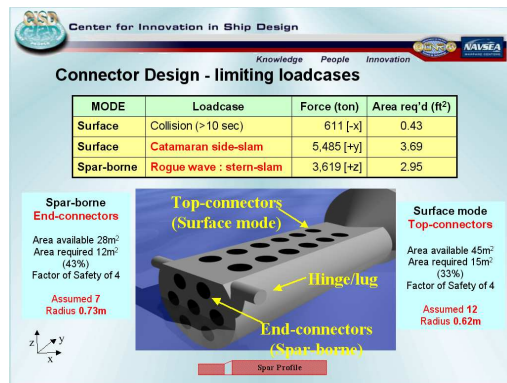 CISD
Center for Innovation in Ship Design
NAVSEA
Knowledge People Innovation
Connector Design - limiting loadcases
MODE Loadcase Force (ton) Area req'd (ft2)
Surface Collision (>10 sec) 611 [-x] 0.43
Surface Catamaran side-slam 5,485 [+y] 3.69
Spar-borne Rogue wave : stern-slam 3,619 [+z] 2.95
Spar-borne
End-connectors
Area available 28m2
Area required 12m2
(43%)
Factor of Safety of 4
Assumed 7
Radius 0.73m
Top-connectors
(Surface mode)
Hinge/lug
End-connectors
(Spar-borne)
Surface mode
Top-connectors
Area available 45m2
Area required 15m2
(33%)
Factor of Safety of 4
Assumed 12
Radius 0.62m
z y
x
Spar Profile